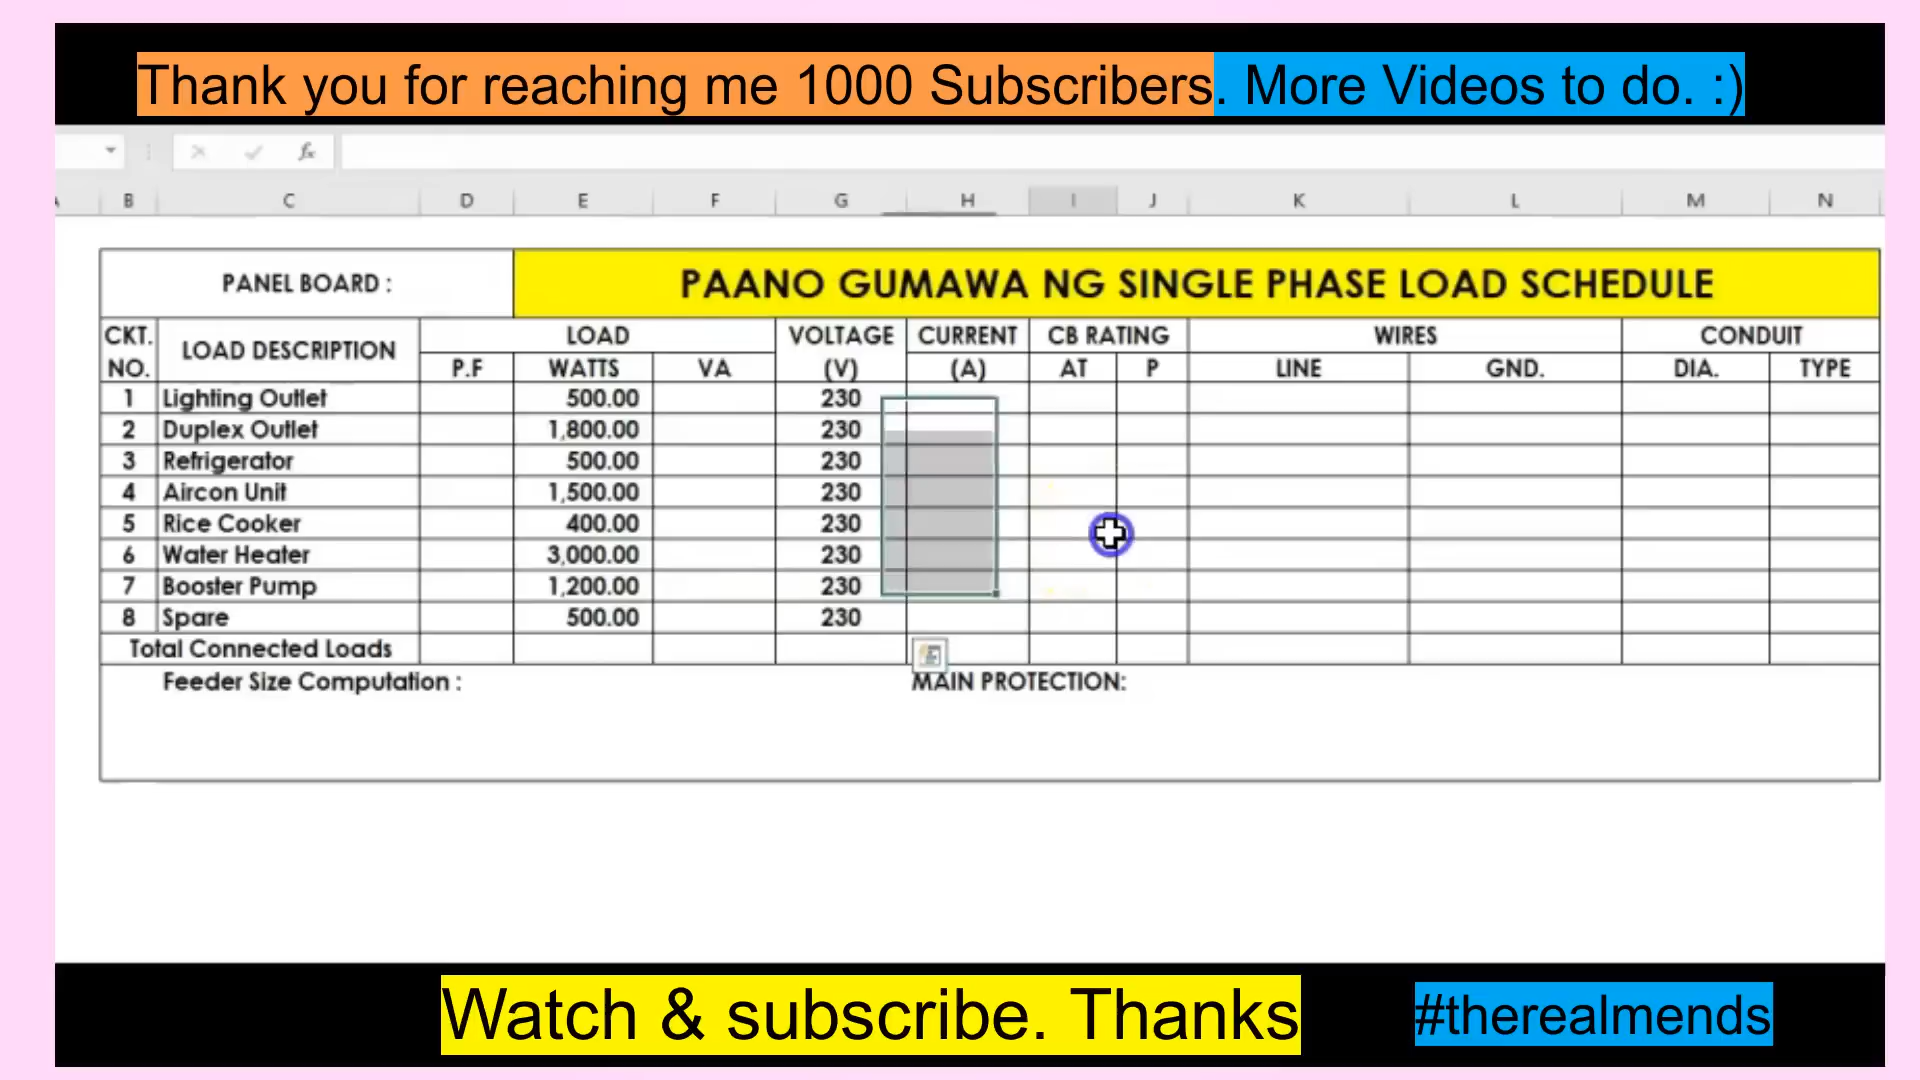 Thank you for reaching me 1000 Subscribers. More Videos to do. :)
fx
B C D E F G H I J K L M N
PANEL BOARD : PAANO GUMAWA NG SINGLE PHASE LOAD SCHEDULE
CKT. LOAD DESCRIPTION LOAD VOLTAGE CURRENT CB RATING WIRES CONDUIT
NO. P.F WATTS VA (V) (A) AT P LINE GND. DIA. TYPE
1 Lighting Outlet 500.00 230
2 Duplex Outlet 1,800.00 230
3 Refrigerator 500.00 230
4 Aircon Unit 1,500.00 230
5 Rice Cooker 400.00 230
6 Water Heater 3,000.00 230
7 Booster Pump 1,200.00 230
8 Spare 500.00 230
Total Connected Loads
Feeder Size Computation : MAIN PROTECTION:
Watch & subscribe. Thanks #therealmends